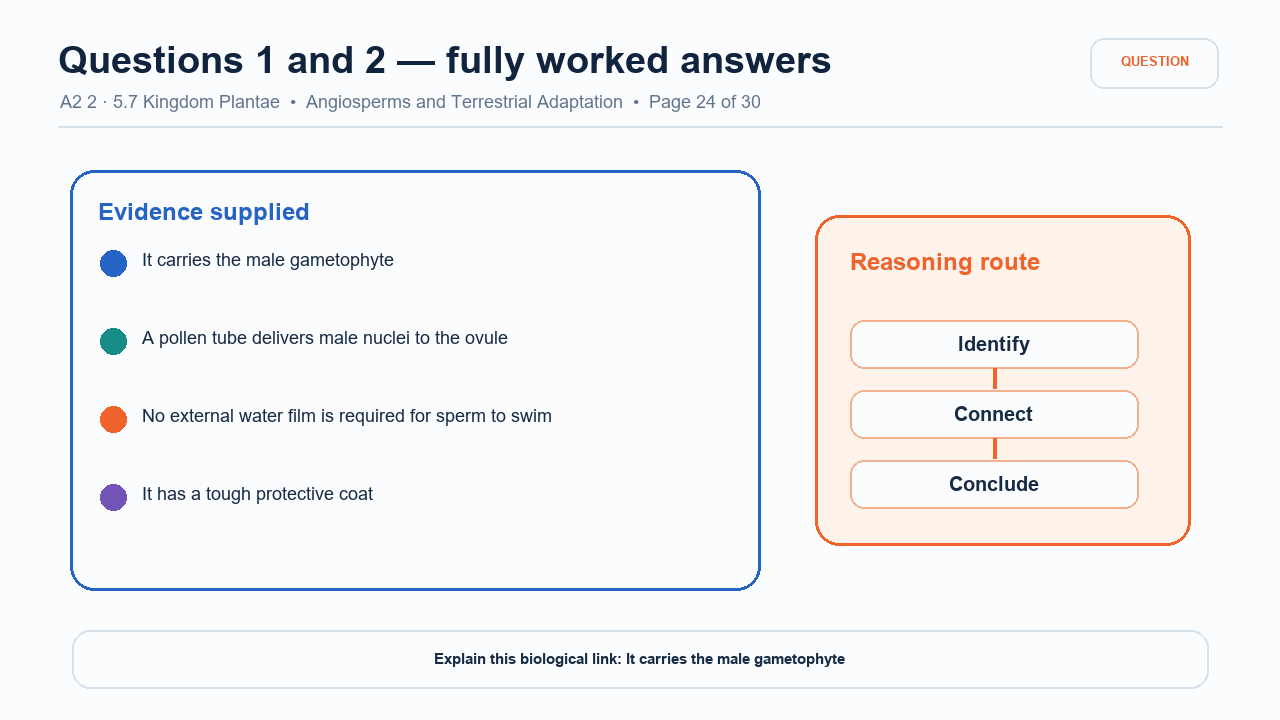 Questions 1 and 2 — fully worked answers
QUESTION
A2 2 · 5.7 Kingdom Plantae • Angiosperms and Terrestrial Adaptation • Page 24 of 30
Evidence supplied
It carries the male gametophyte
A pollen tube delivers male nuclei to the ovule
No external water film is required for sperm to swim
It has a tough protective coat
Reasoning route
Identify
Connect
Conclude
Explain this biological link: It carries the male gametophyte